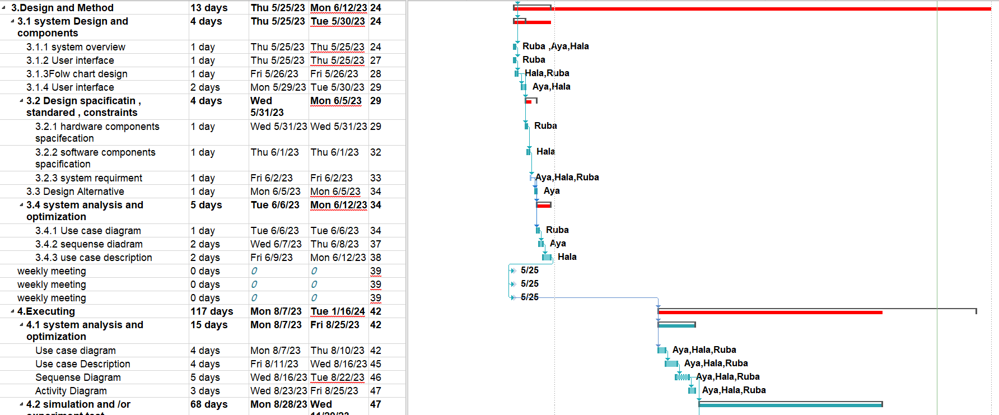 3.Design and Method 13 days Thu 5/25/23 Mon 6/12/23 24
3.1 system Design and components 4 days Thu 5/25/23 Tue 5/30/23 24
3.1.1 system overview 1 day Thu 5/25/23 Thu 5/25/23 24 Ruba ,Aya,Hala
3.1.2 User interface 1 day Thu 5/25/23 Thu 5/25/23 27 Ruba
3.1.3Folw chart design 1 day Fri 5/26/23 Fri 5/26/23 28 Hala,Ruba
3.1.4 User interface 2 days Mon 5/29/23 Tue 5/30/23 29 Aya,Hala
3.2 Design spacificatin , standared , constraints 4 days Wed 5/31/23 Mon 6/5/23 29
3.2.1 hardware components spacifecation 1 day Wed 5/31/23 Wed 5/31/23 29 Ruba
3.2.2 software components spacification 1 day Thu 6/1/23 Thu 6/1/23 32 Hala
3.2.3 system requirment 1 day Fri 6/2/23 Fri 6/2/23 33 Aya,Hala,Ruba
3.3 Design Alternative 1 day Mon 6/5/23 Mon 6/5/23 34 Aya
3.4 system analysis and optimization 5 days Tue 6/6/23 Mon 6/12/23 34
3.4.1 Use case diagram 1 day Tue 6/6/23 Tue 6/6/23 34 Ruba
3.4.2 sequense diadram 2 days Wed 6/7/23 Thu 6/8/23 37 Aya
3.4.3 use case description 2 days Fri 6/9/23 Mon 6/12/23 38 Hala
weekly meeting 0 days 0 0 39 5/25
weekly meeting 0 days 0 0 39 5/25
weekly meeting 0 days 0 0 39 5/25
4.Executing 117 days Mon 8/7/23 Tue 1/16/24 42
4.1 system analysis and optimization 15 days Mon 8/7/23 Fri 8/25/23 42
Use case diagram 4 days Mon 8/7/23 Thu 8/10/23 42 Aya,Hala,Ruba
Use case Description 4 days Fri 8/11/23 Wed 8/16/23 45 Aya,Hala,Ruba
Sequense Diagram 5 days Wed 8/16/23 Tue 8/22/23 46 Aya,Hala,Ruba
Activity Diagram 3 days Wed 8/23/23 Fri 8/25/23 47 Aya,Hala,Ruba
4.2 simulation and /or 68 days Mon 8/28/23 Wed 47